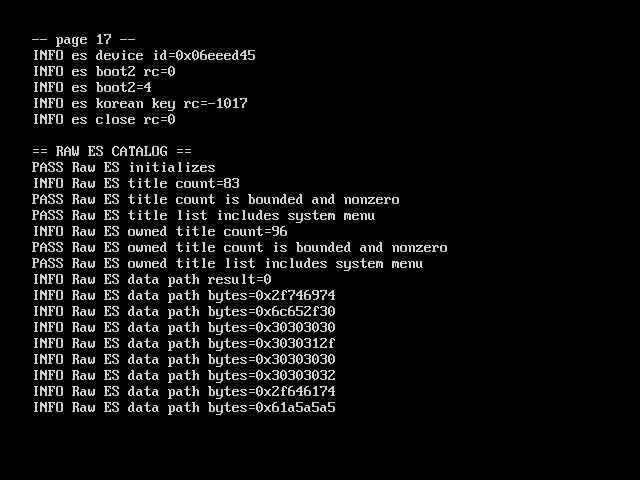 -- page 17 --
INFO es device id=0x06eeed45
INFO es boot2 rc=0
INFO es boot2=4
INFO es korean key rc=-1017
INFO es close rc=0
== RAW ES CATALOG ==
PASS Raw ES initializes
INFO Raw ES title count=83
PASS Raw ES title count is bounded and nonzero
PASS Raw ES title list includes system menu
INFO Raw ES owned title count=96
PASS Raw ES owned title count is bounded and nonzero
PASS Raw ES owned title list includes system menu
INFO Raw ES data path result=0
INFO Raw ES data path bytes=0x2f746974
INFO Raw ES data path bytes=0x6c652f30
INFO Raw ES data path bytes=0x30303030
INFO Raw ES data path bytes=0x3030312f
INFO Raw ES data path bytes=0x30303030
INFO Raw ES data path bytes=0x30303032
INFO Raw ES data path bytes=0x2f646174
INFO Raw ES data path bytes=0x61a5a5a5